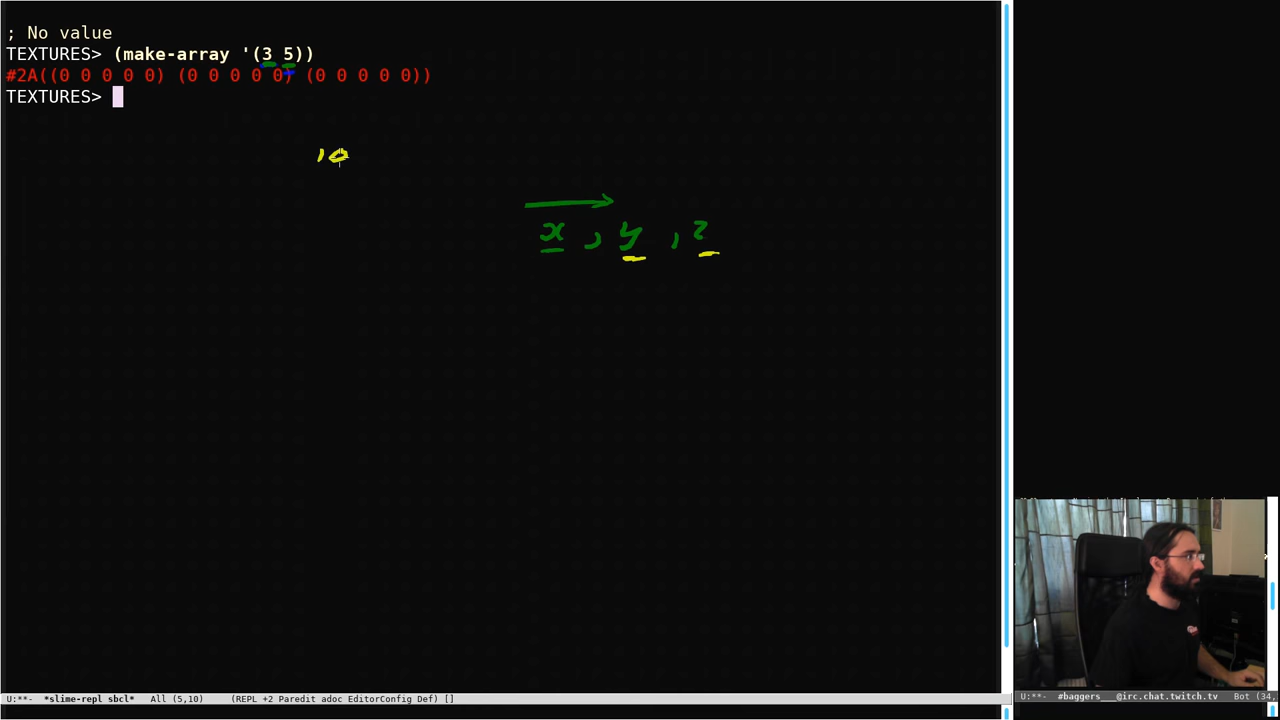 ; No value
TEXTURES> (make-array '(3 5))
#2A((0 0 0 0 0) (0 0 0 0 0) (0 0 0 0 0))
TEXTURES>
10
x , y , z
U:**- *slime-repl sbcl* All (5,10) (REPL +2 Paredit adoc EditorConfig Def) []
U:**- #baggers___@irc.chat.twitch.tv Bot (34,